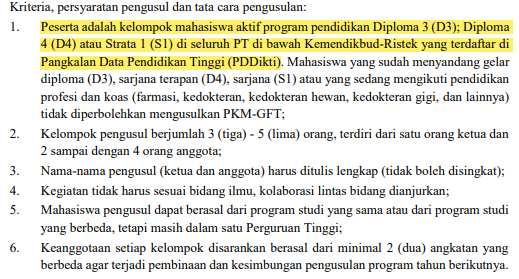 Kriteria, persyaratan pengusul dan tata cara pengusulan:
1. Peserta adalah kelompok mahasiswa aktif program pendidikan Diploma 3 (D3); Diploma
4 (D4) atau Strata 1 (S1) di seluruh PT di bawah Kemendikbud-Ristek yang terdaftar di
Pangkalan Data Pendidikan Tinggi (PDDikti). Mahasiswa yang sudah menyandang gelar
diploma (D3), sarjana terapan (D4), sarjana (S1) atau yang sedang mengikuti pendidikan
profesi dan koas (farmasi, kedokteran, kedokteran hewan, kedokteran gigi, dan lainnya)
tidak diperbolehkan mengusulkan PKM-GFT;
2. Kelompok pengusul berjumlah 3 (tiga) - 5 (lima) orang, terdiri dari satu orang ketua dan
2 sampai dengan 4 orang anggota;
3. Nama-nama pengusul (ketua dan anggota) harus ditulis lengkap (tidak boleh disingkat);
4. Kegiatan tidak harus sesuai bidang ilmu, kolaborasi lintas bidang dianjurkan;
5. Mahasiswa pengusul dapat berasal dari program studi yang sama atau dari program studi
yang berbeda, tetapi masih dalam satu Perguruan Tinggi;
6. Keanggotaan setiap kelompok disarankan berasal dari minimal 2 (dua) angkatan yang
berbeda agar terjadi pembinaan dan kesimbungan pengusulan program tahun berikutnya.